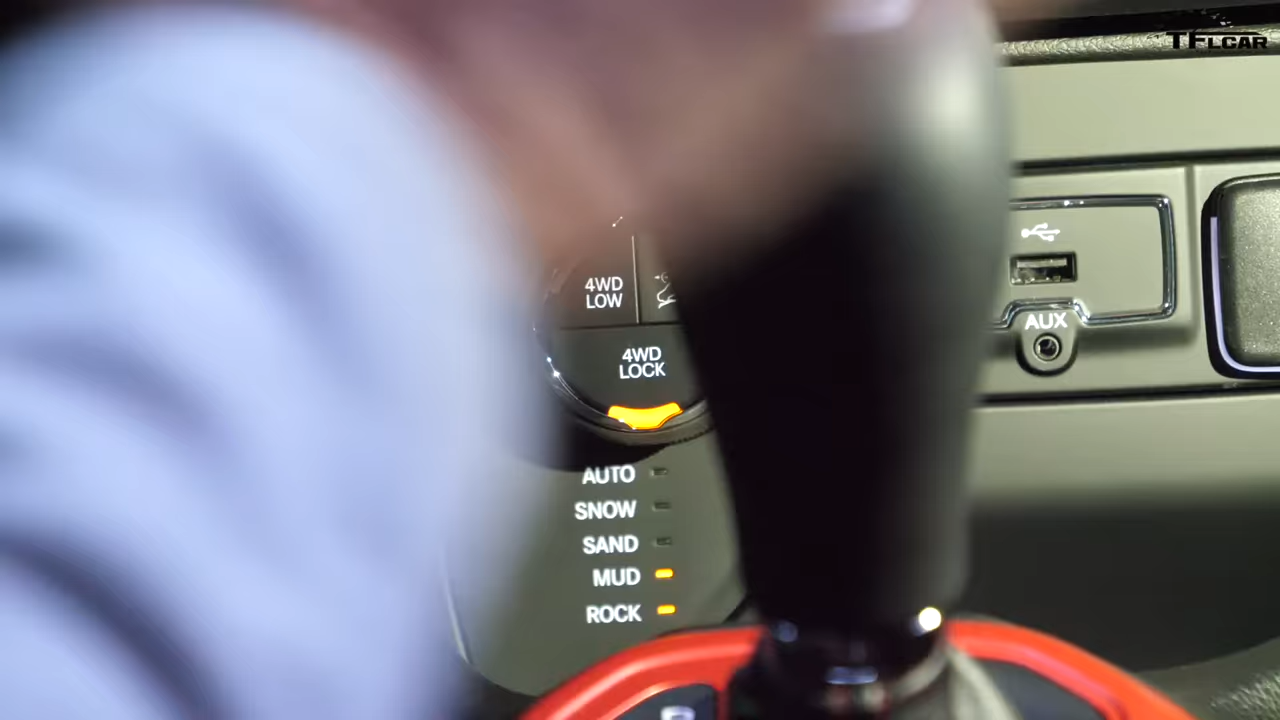 TFLCAR
4WD
LOW
4WD
LOCK
AUX
AUTO
SNOW
SAND
MUD
ROCK